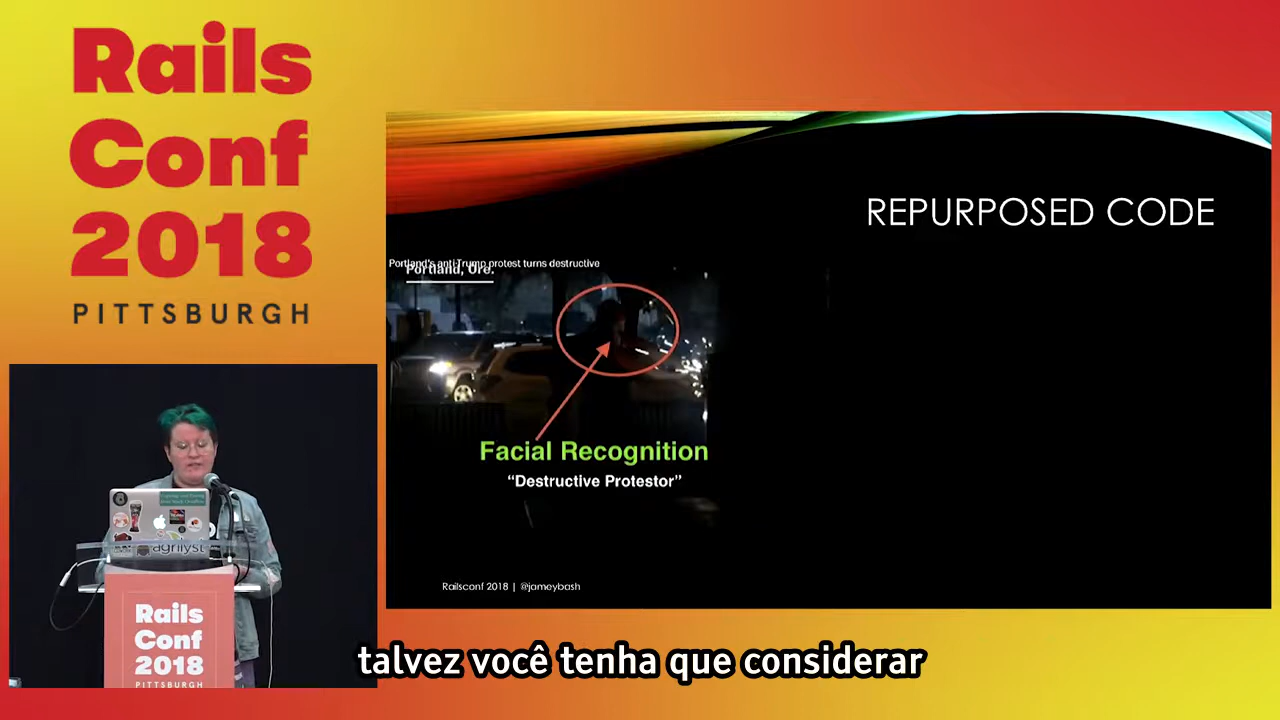 Rails
Conf
2018
PITTSBURGH
REPURPOSED CODE
Portland's anti-Trump protest turns destructive
Portland, Ore.
Facial Recognition
“Destructive Protestor”
Railsconf 2018 | @jameybash
agrilyst
Rails
Conf
2018
PITTSBURGH
talvez você tenha que considerar